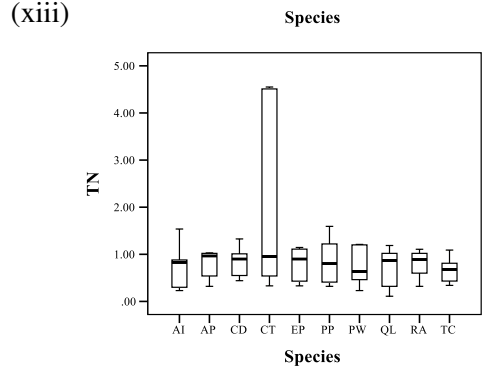 (xiii)
Species
5.00
4.00
3.00
2.00
1.00
.00
TN
AI AP CD CT EP PP PW QL RA TC
Species